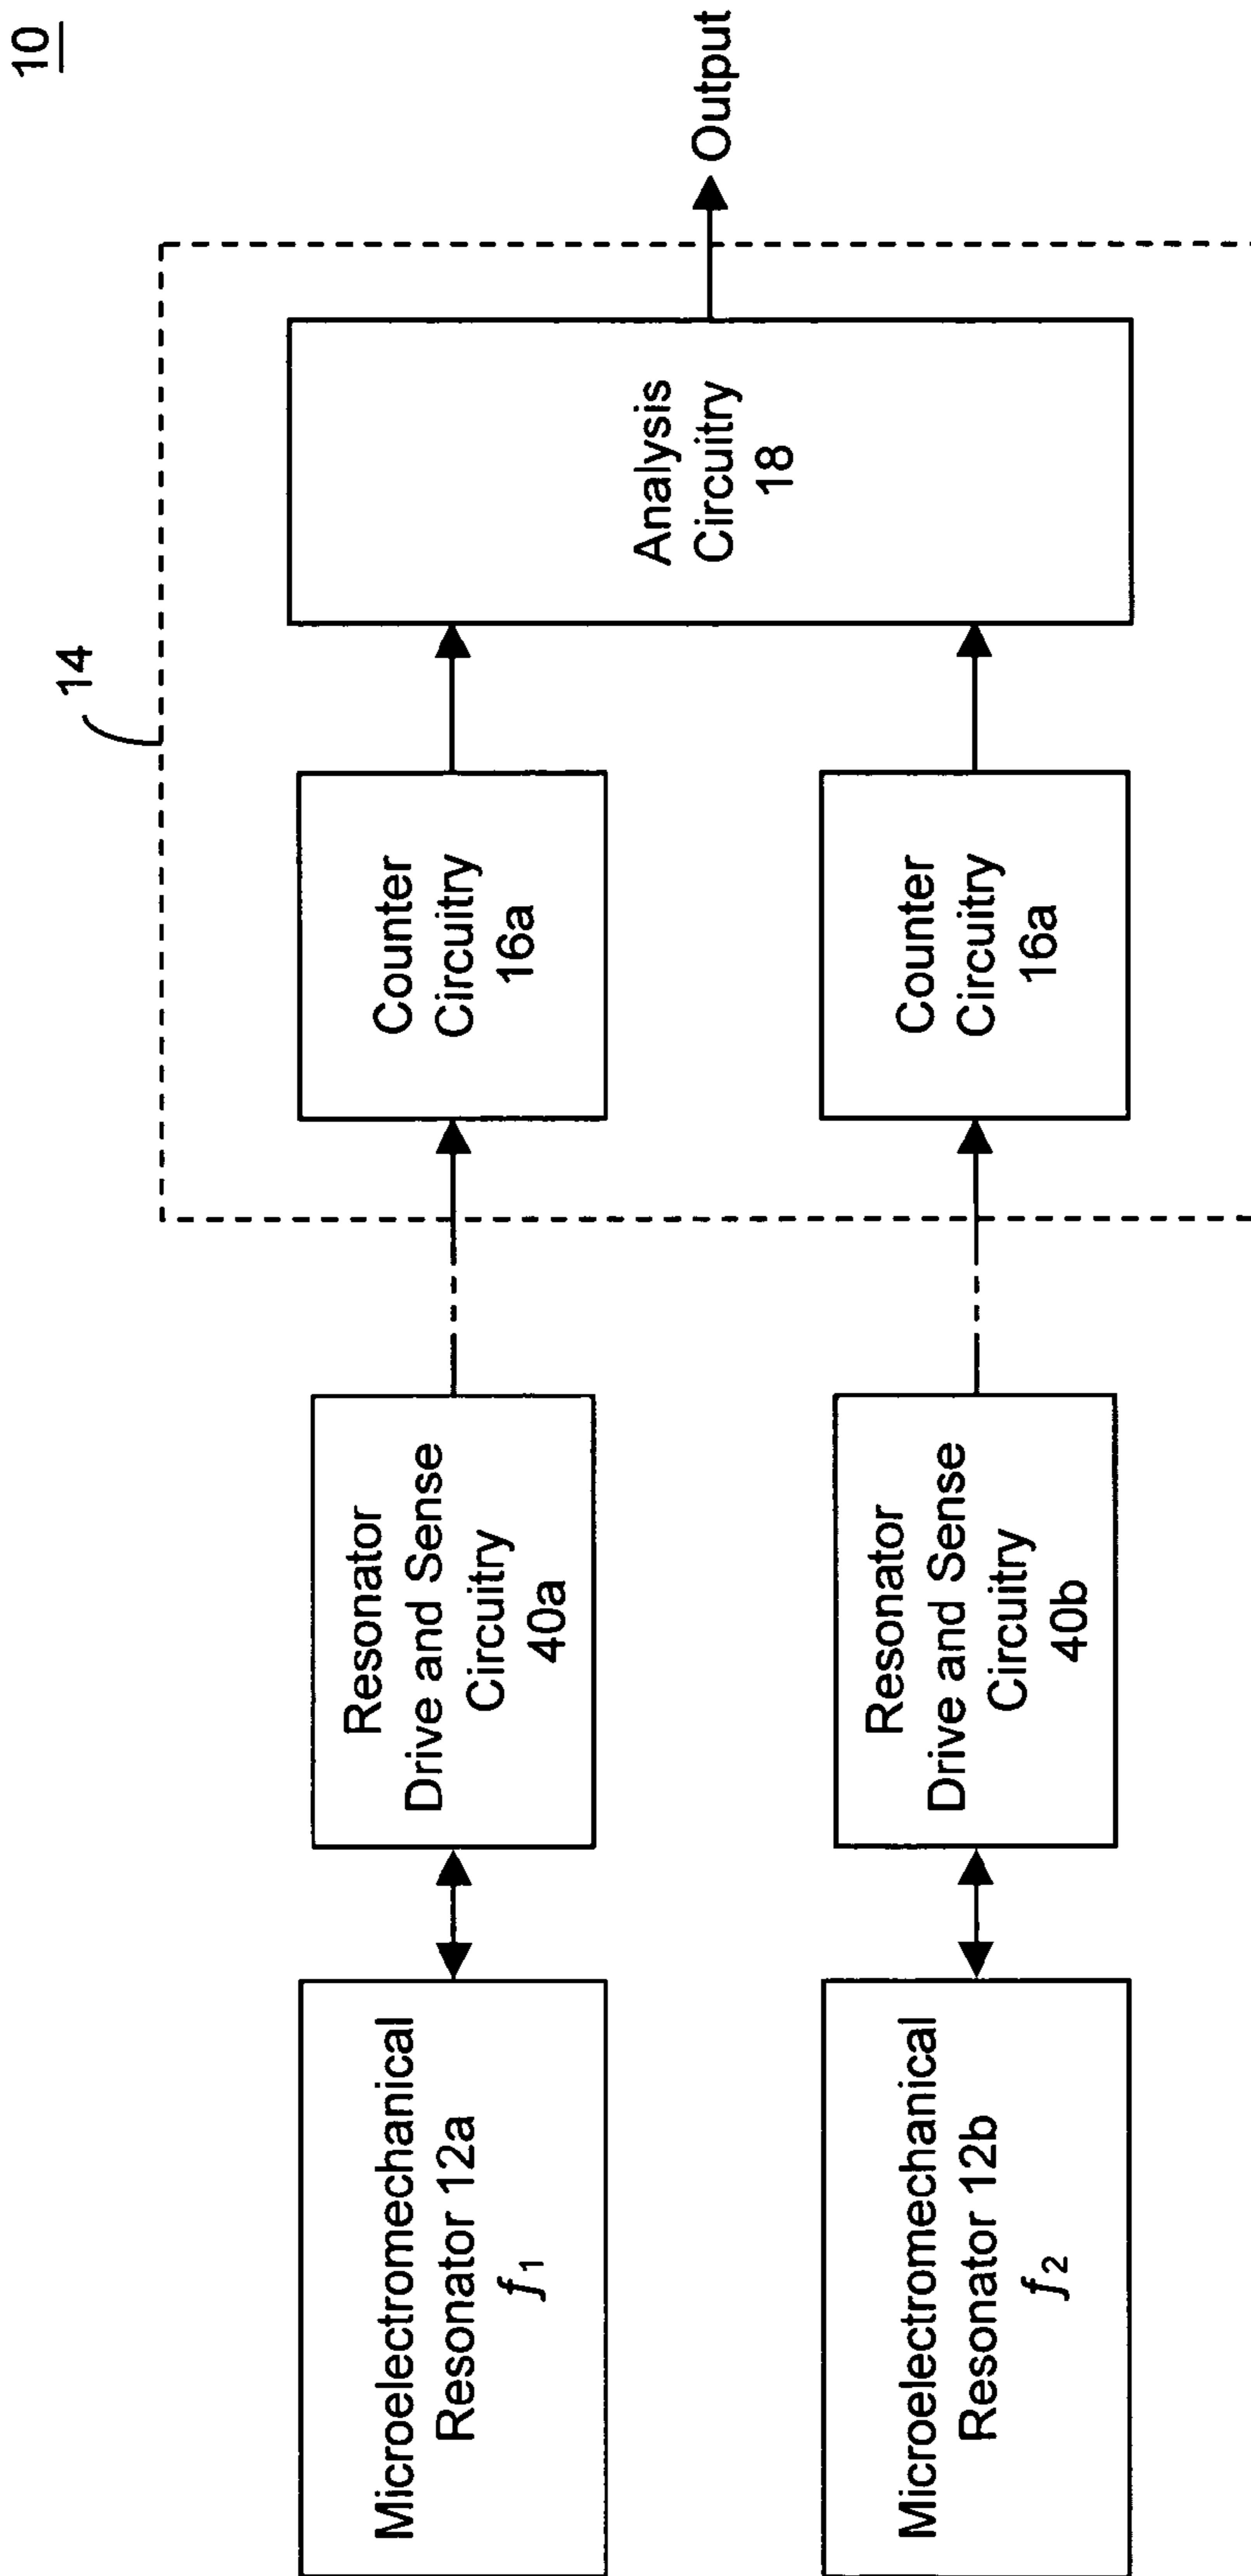 10
14
Microelectromechanical
Resonator 12a
f1
Resonator
Drive and Sense
Circuitry
40a
Counter
Circuitry
16a
Analysis
Circuitry
18
Output
Microelectromechanical
Resonator 12b
f2
Resonator
Drive and Sense
Circuitry
40b
Counter
Circuitry
16a